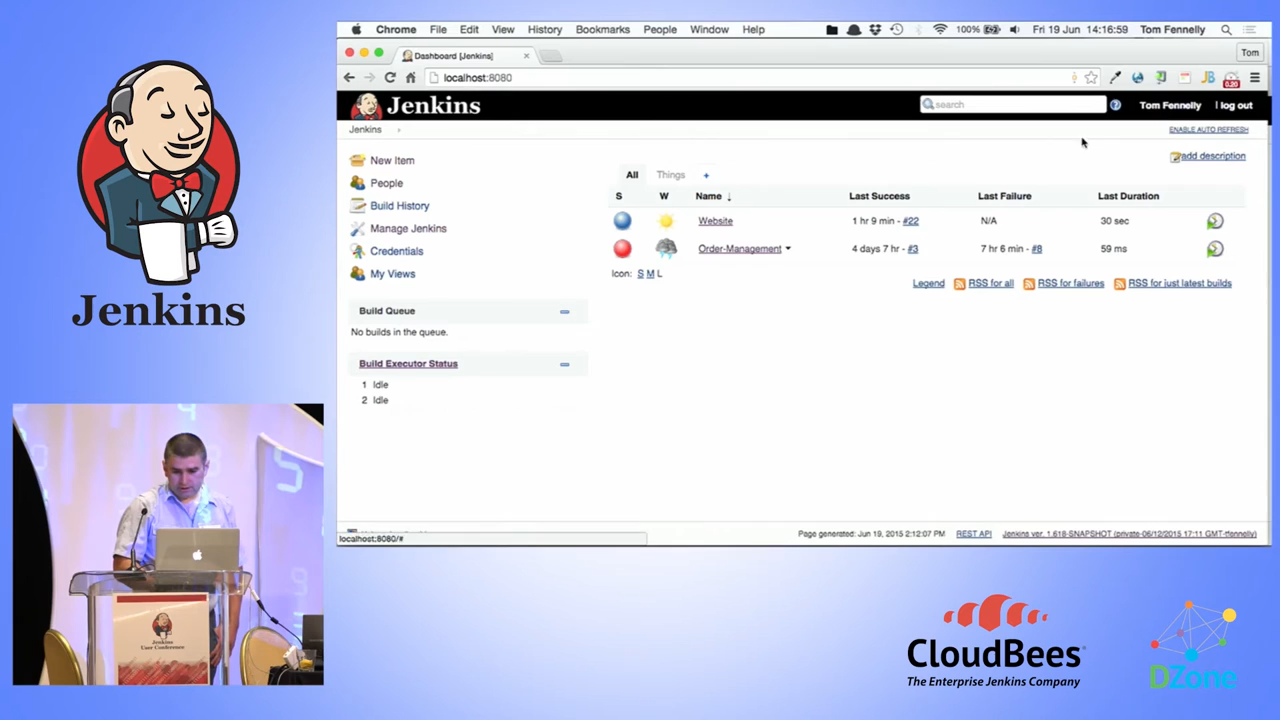 Jenkins
Chrome File Edit View History Bookmarks People Window Help
100% Fri 19 Jun 14:16:59 Tom Fennelly
Dashboard [Jenkins]
Tom
localhost:8080
JB
0.20
Jenkins
search
Tom Fennelly | log out
Jenkins
ENABLE AUTO REFRESH
New Item
People
Build History
Manage Jenkins
Credentials
My Views
add description
All Things +
S W Name ↓ Last Success Last Failure Last Duration
Website 1 hr 9 min - #22 N/A 30 sec
Order-Management 4 days 7 hr - #3 7 hr 6 min - #8 59 ms
Icon: S M L
Legend RSS for all RSS for failures RSS for just latest builds
Build Queue
No builds in the queue.
Build Executor Status
1 Idle
2 Idle
Page generated: Jun 19, 2015 2:12:07 PM REST API Jenkins ver. 1.618-SNAPSHOT (private-06/12/2015 17:11 GMT-tfennelly)
localhost:8080/#
Jenkins
User Conference
CloudBees
The Enterprise Jenkins Company
DZone